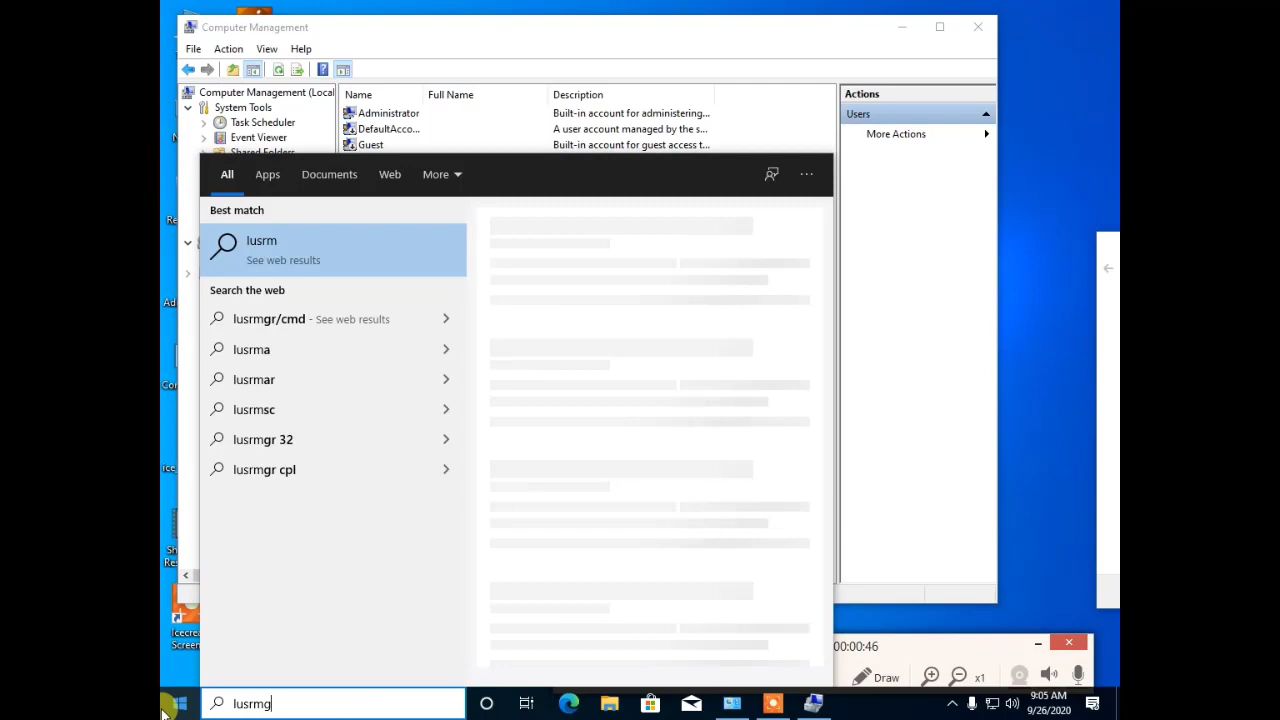 Computer Management
File Action View Help
Computer Management (Local
System Tools
Task Scheduler
Event Viewer
Shared Folders
Name Full Name Description
Administrator Built-in account for administering...
DefaultAcco... A user account managed by the s...
Guest Built-in account for guest access t...
Actions
Users
More Actions
All Apps Documents Web More ...
Best match
lusrm
See web results
Search the web
lusrmgr/cmd - See web results
lusrma
lusrmar
lusrmsc
lusrmgr 32
lusrmgr cpl
Icecrea
Screen
00:00:46
Draw x1
lusrmg
9:05 AM
9/26/2020